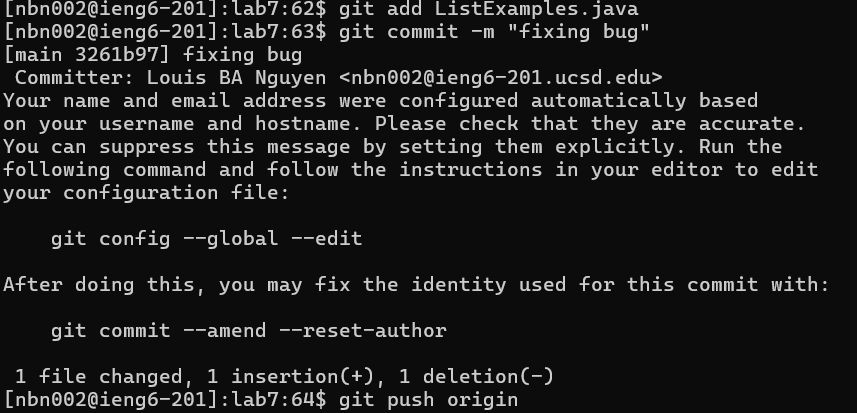 [nbn002@ieng6-201]:lab7:62$ git add ListExamples.java
[nbn002@ieng6-201]:lab7:63$ git commit -m "fixing bug"
[main 3261b97] fixing bug
 Committer: Louis BA Nguyen <nbn002@ieng6-201.ucsd.edu>
Your name and email address were configured automatically based
on your username and hostname. Please check that they are accurate.
You can suppress this message by setting them explicitly. Run the
following command and follow the instructions in your editor to edit
your configuration file:

    git config --global --edit

After doing this, you may fix the identity used for this commit with:

    git commit --amend --reset-author

 1 file changed, 1 insertion(+), 1 deletion(-)
[nbn002@ieng6-201]:lab7:64$ git push origin